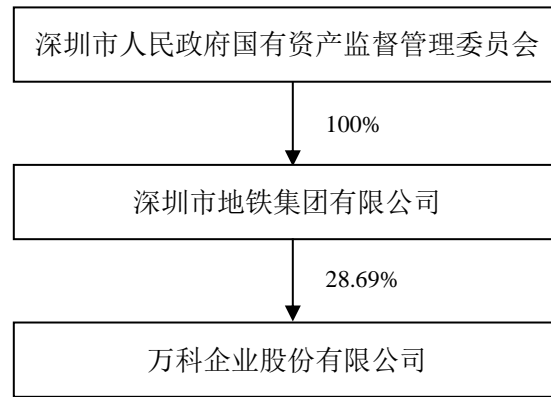 深圳市人民政府国有资产监督管理委员会
100%
深圳市地铁集团有限公司
28.69%
万科企业股份有限公司